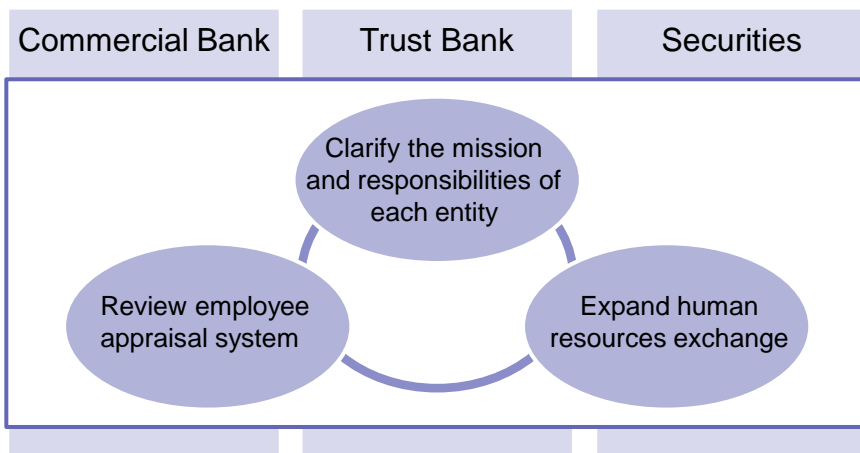 Commercial Bank
Trust Bank
Securities
Clarify the mission
and responsibilities of
each entity
Review employee
appraisal system
Expand human
resources exchange